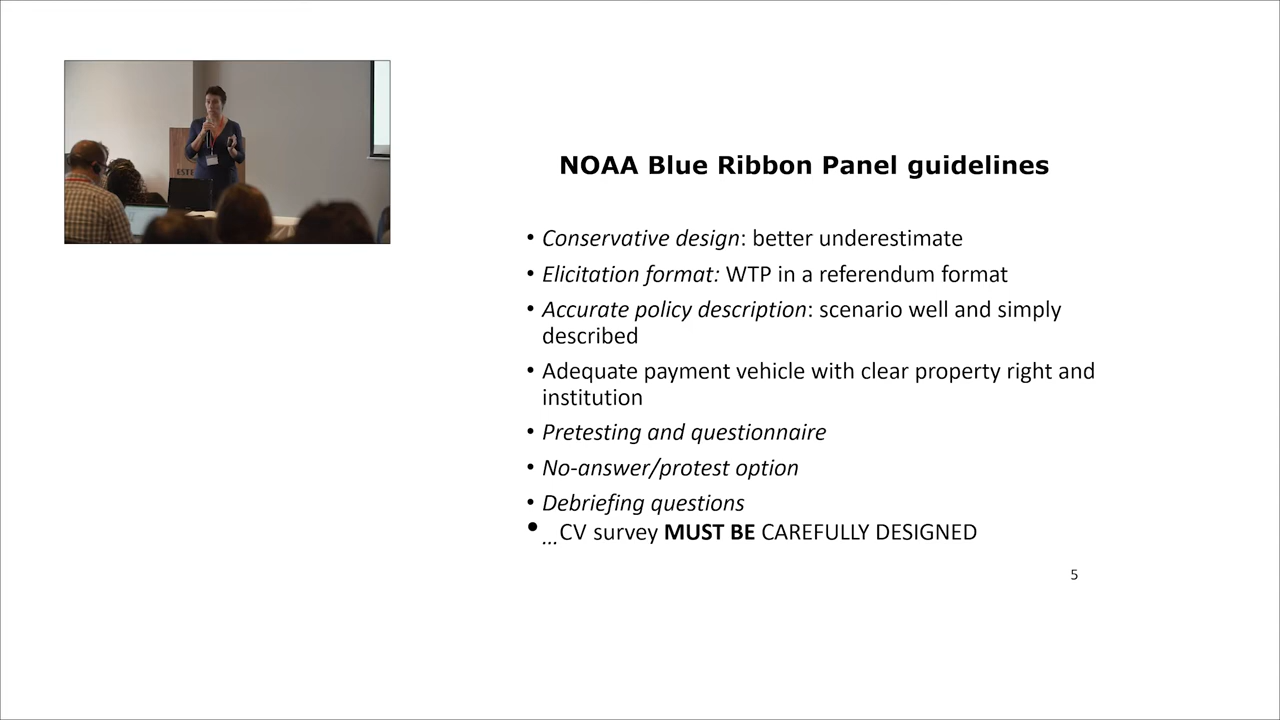 NOAA Blue Ribbon Panel guidelines
• Conservative design: better underestimate
• Elicitation format: WTP in a referendum format
• Accurate policy description: scenario well and simply
described
• Adequate payment vehicle with clear property right and
institution
• Pretesting and questionnaire
• No-answer/protest option
• Debriefing questions
• ...CV survey MUST BE CAREFULLY DESIGNED
5
ESTE